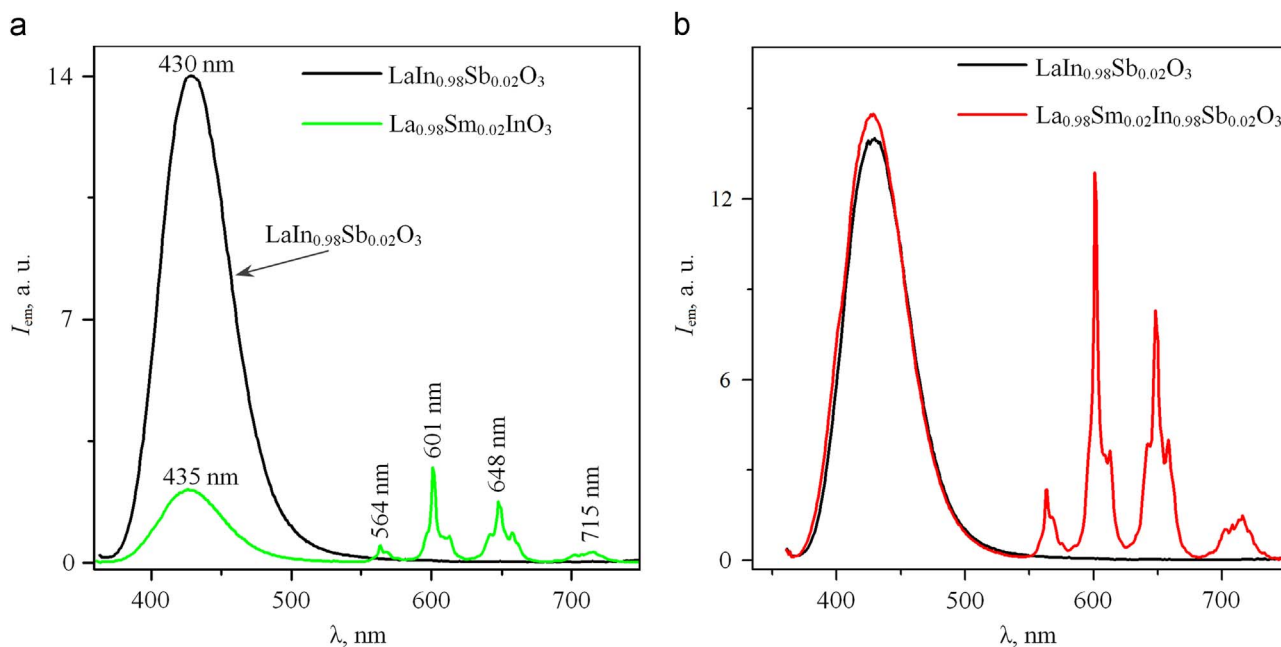 a
430 nm
14
LaIn₀.₉₈Sb₀.₀₂O₃
La₀.₉₈Sm₀.₀₂InO₃
LaIn₀.₉₈Sb₀.₀₂O₃
7
Iem, a. u.
435 nm
564 nm
601 nm
648 nm
715 nm
0
400
500
600
700
λ, nm
b
LaIn₀.₉₈Sb₀.₀₂O₃
La₀.₉₈Sm₀.₀₂In₀.₉₈Sb₀.₀₂O₃
12
Iem, a. u.
6
0
400
500
600
700
λ, nm